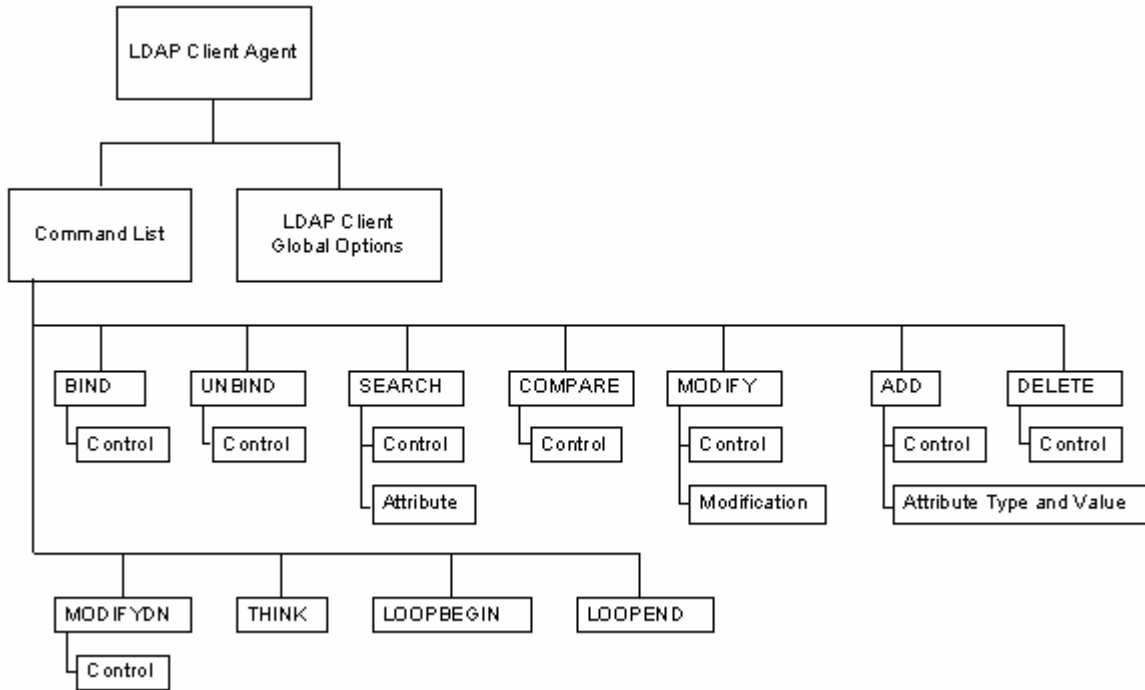 LDAP Client Agent
Command List
LDAP Client
Global Options
BIND
UNBIND
SEARCH
COMPARE
MODIFY
ADD
DELETE
Control
Control
Control
Control
Control
Control
Control
Attribute
Modification
Attribute Type and Value
MODIFYDN
THINK
LOOPBEGIN
LOOPEND
Control